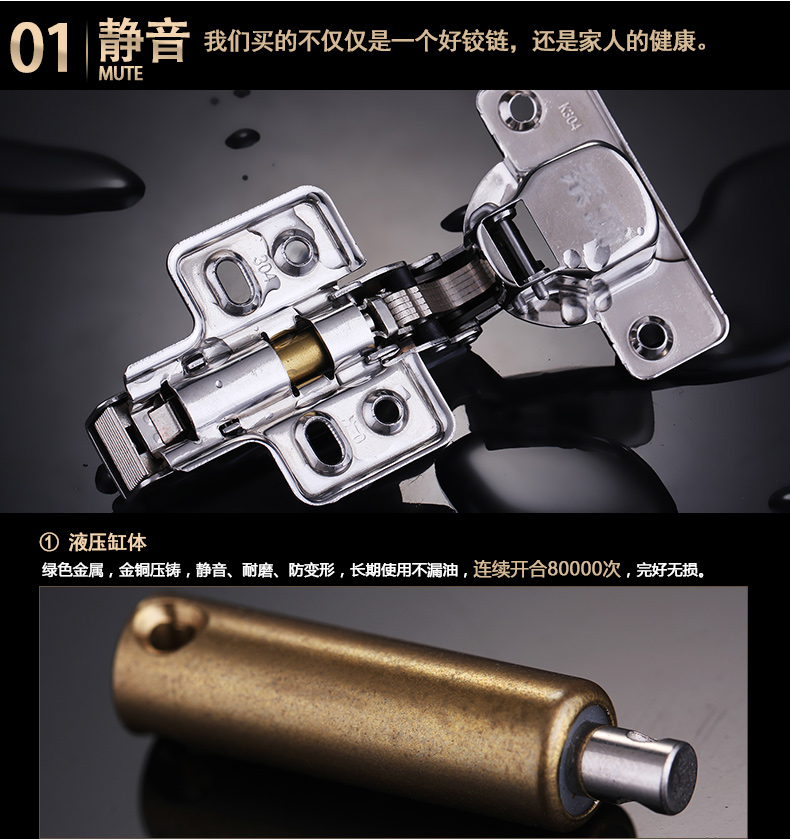 01 静音 我们买的不仅仅是一个好铰链，还是家人的健康。
MUTE
K304
304
① 液压缸体
绿色金属，金铜压铸，静音、耐磨、防变形，长期使用不漏油，连续开合80000次，完好无损。